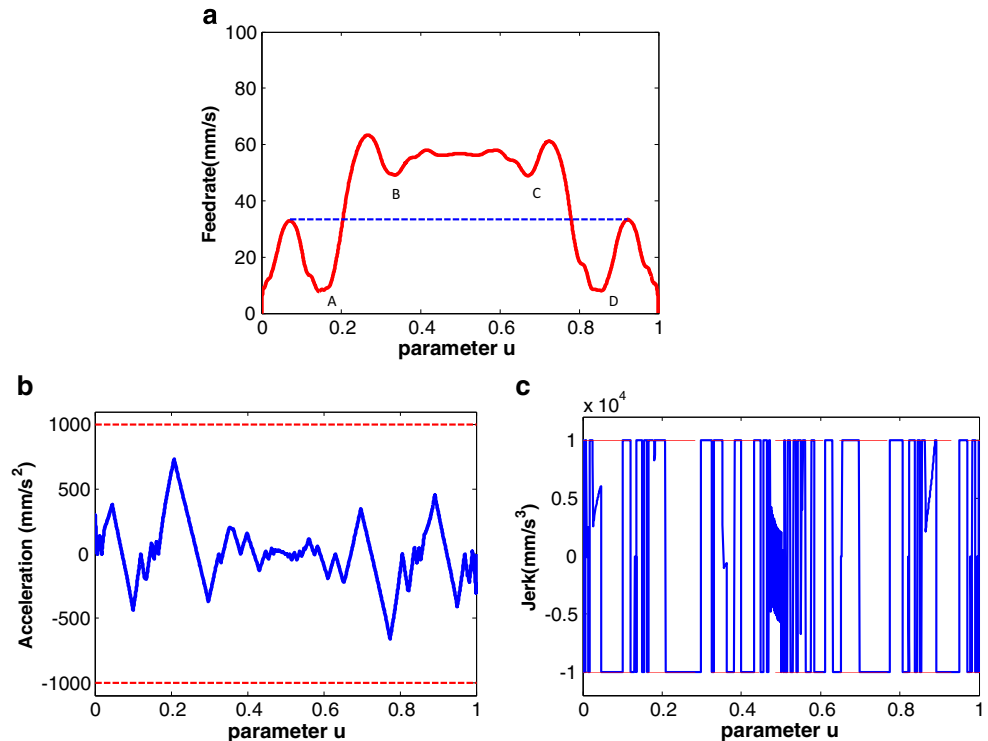 a
100
80
60
40
20
0
Feedrate(mm/s)
A
B
C
D
0 0.2 0.4 0.6 0.8 1
parameter u
b
1000
500
0
-500
-1000
Acceleration (mm/s²)
0 0.2 0.4 0.6 0.8 1
parameter u
c
x 10⁴
1
0.5
0
-0.5
-1
Jerk(mm/s³)
0 0.2 0.4 0.6 0.8 1
parameter u